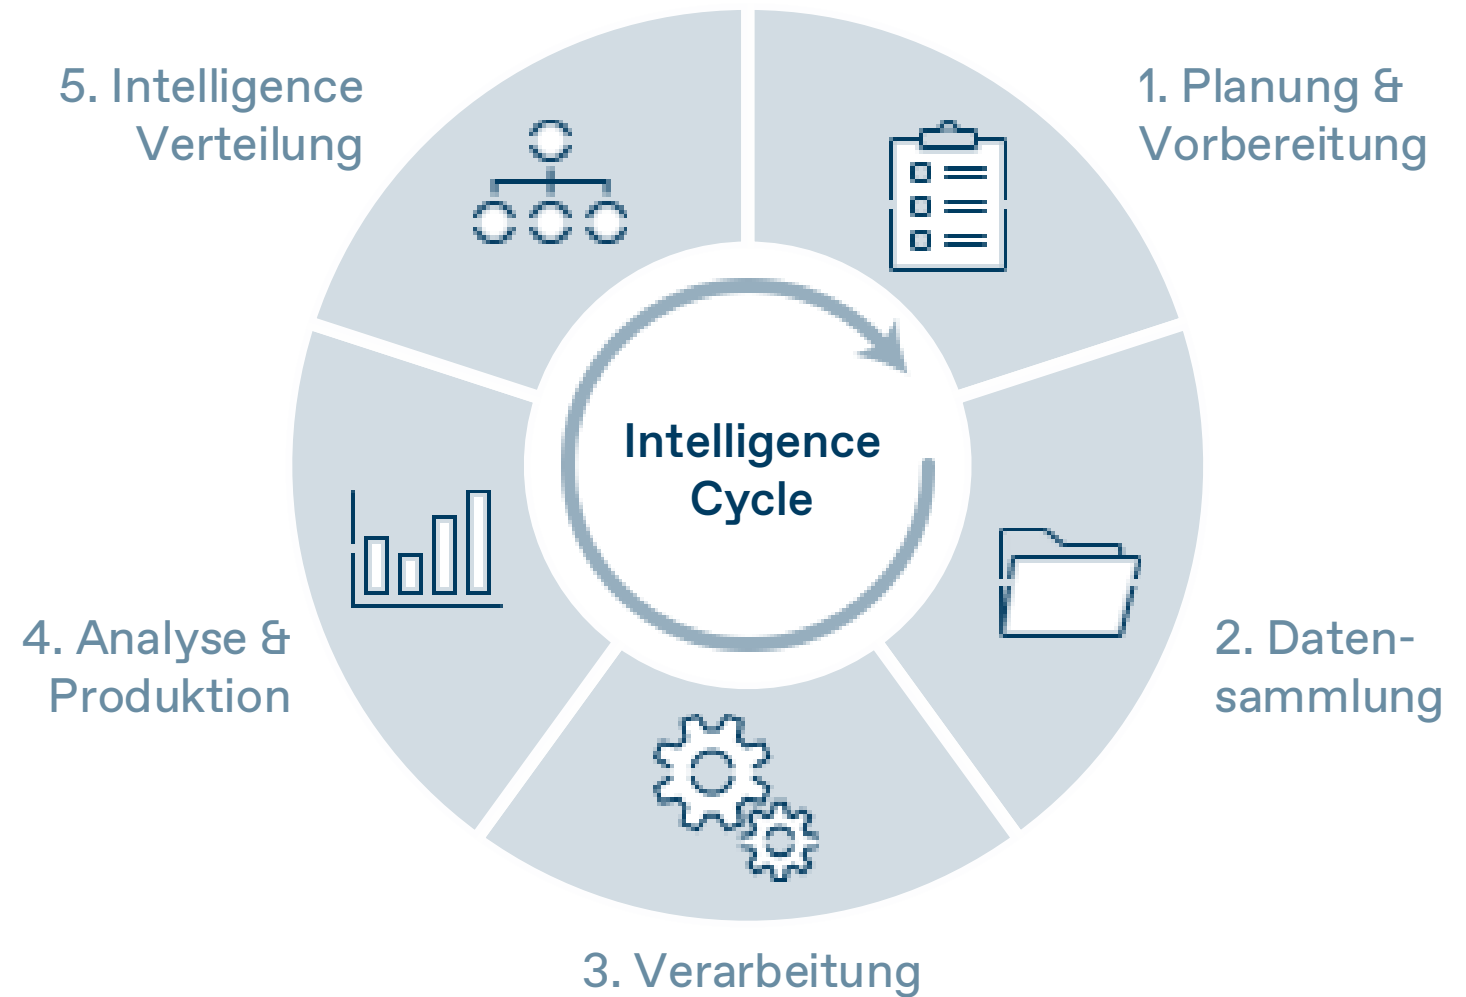 5. Intelligence
Verteilung
1. Planung &
Vorbereitung
Intelligence
Cycle
4. Analyse &
Produktion
2. Daten-
sammlung
3. Verarbeitung